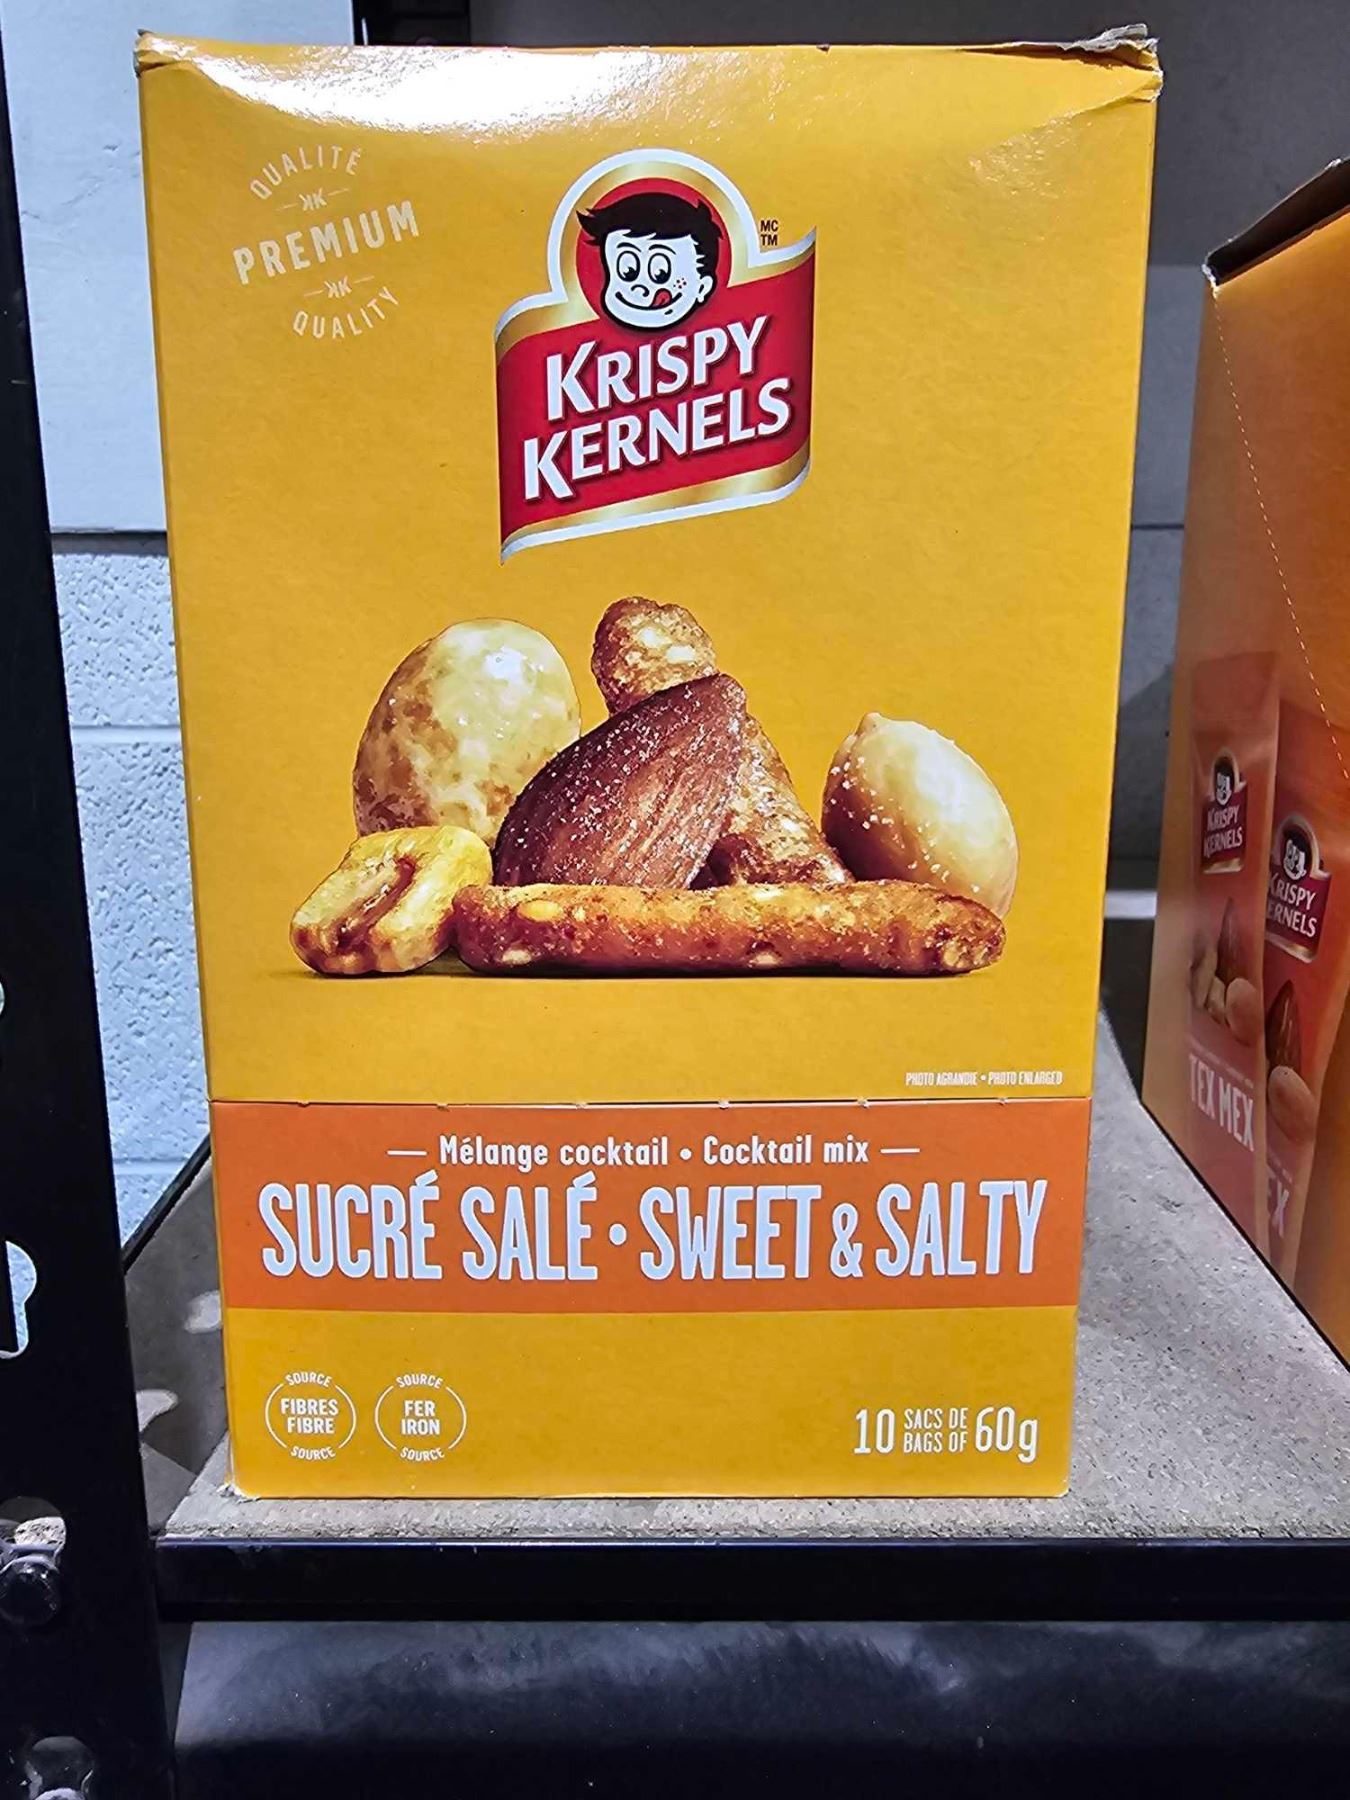 QUALITÉ
KK
PREMIUM
KK
QUALITY
MC
TM
KRISPY
KERNELS
PHOTO AGRANDIE • PHOTO ENLARGED
— Mélange cocktail • Cocktail mix —
SUCRÉ SALÉ • SWEET & SALTY
SOURCE
FIBRES
FIBRE
SOURCE
SOURCE
FER
IRON
SOURCE
10 SACS DE
BAGS OF 60g
KRISPY
KERNELS
KRISPY
KERNELS
TEX MEX